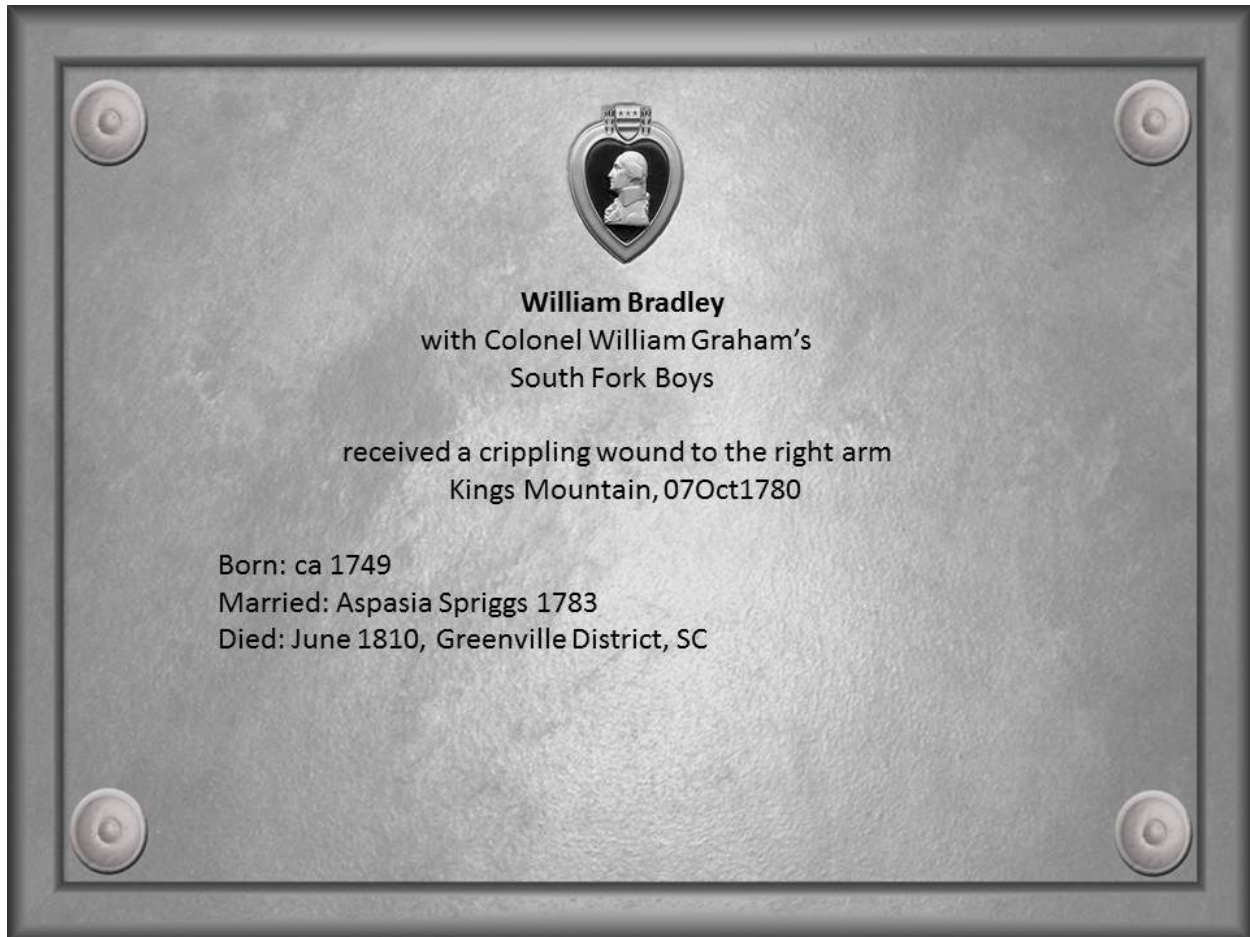 William Bradley
with Colonel William Graham’s
South Fork Boys
received a crippling wound to the right arm
Kings Mountain, 07Oct1780
Born: ca 1749
Married: Aspasia Spriggs 1783
Died: June 1810, Greenville District, SC